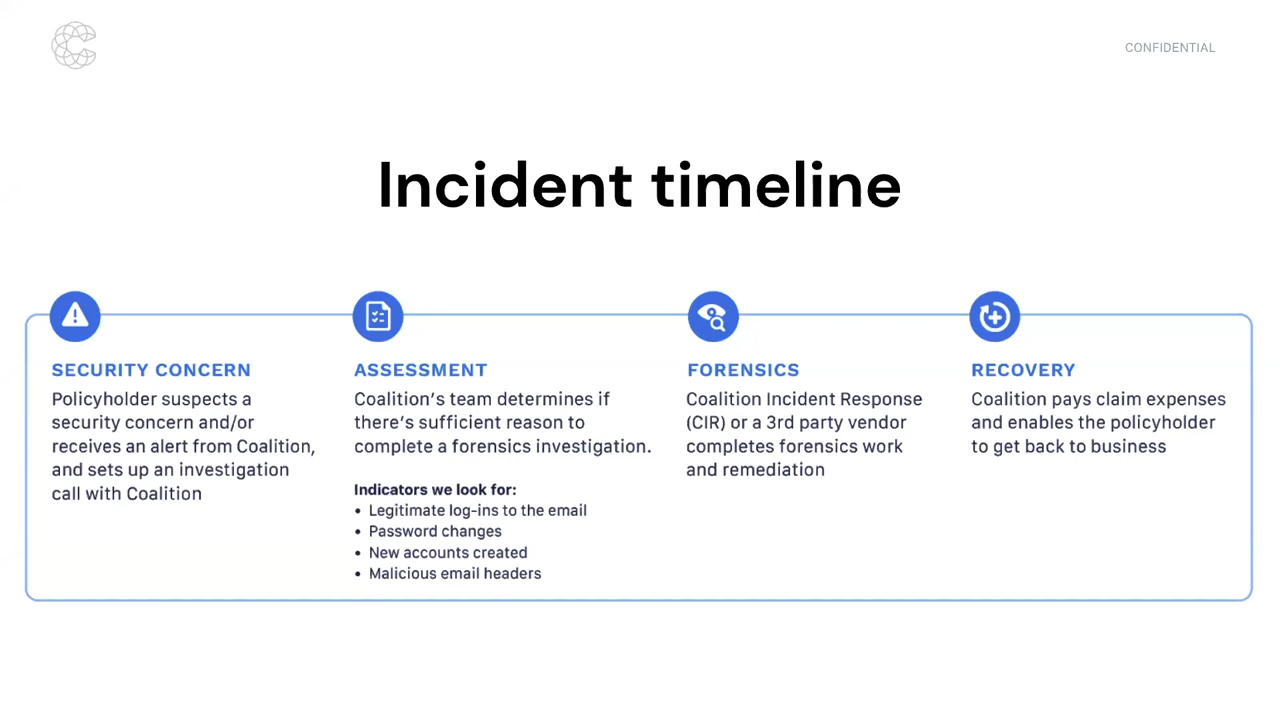 CONFIDENTIAL
Incident timeline
SECURITY CONCERN
Policyholder suspects a
security concern and/or
receives an alert from Coalition,
and sets up an investigation
call with Coalition
ASSESSMENT
Coalition's team determines if
there's sufficient reason to
complete a forensics investigation.
Indicators we look for:
• Legitimate log-ins to the email
• Password changes
• New accounts created
• Malicious email headers
FORENSICS
Coalition Incident Response
(CIR) or a 3rd party vendor
completes forensics work
and remediation
RECOVERY
Coalition pays claim expenses
and enables the policyholder
to get back to business